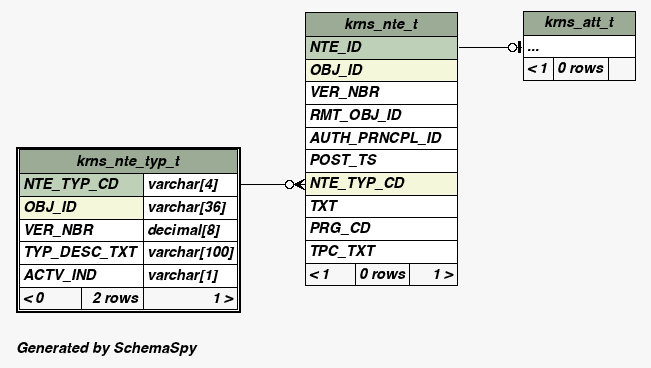 krns_nte_t
NTE_ID
OBJ_ID
VER_NBR
RMT_OBJ_ID
AUTH_PRNCPL_ID
POST_TS
NTE_TYP_CD
TXT
PRG_CD
TPC_TXT
< 1 0 rows 1 >
krns_att_t
...
< 1 0 rows
krns_nte_typ_t
NTE_TYP_CD varchar[4]
OBJ_ID varchar[36]
VER_NBR decimal[8]
TYP_DESC_TXT varchar[100]
ACTV_IND varchar[1]
< 0 2 rows 1 >
Generated by SchemaSpy